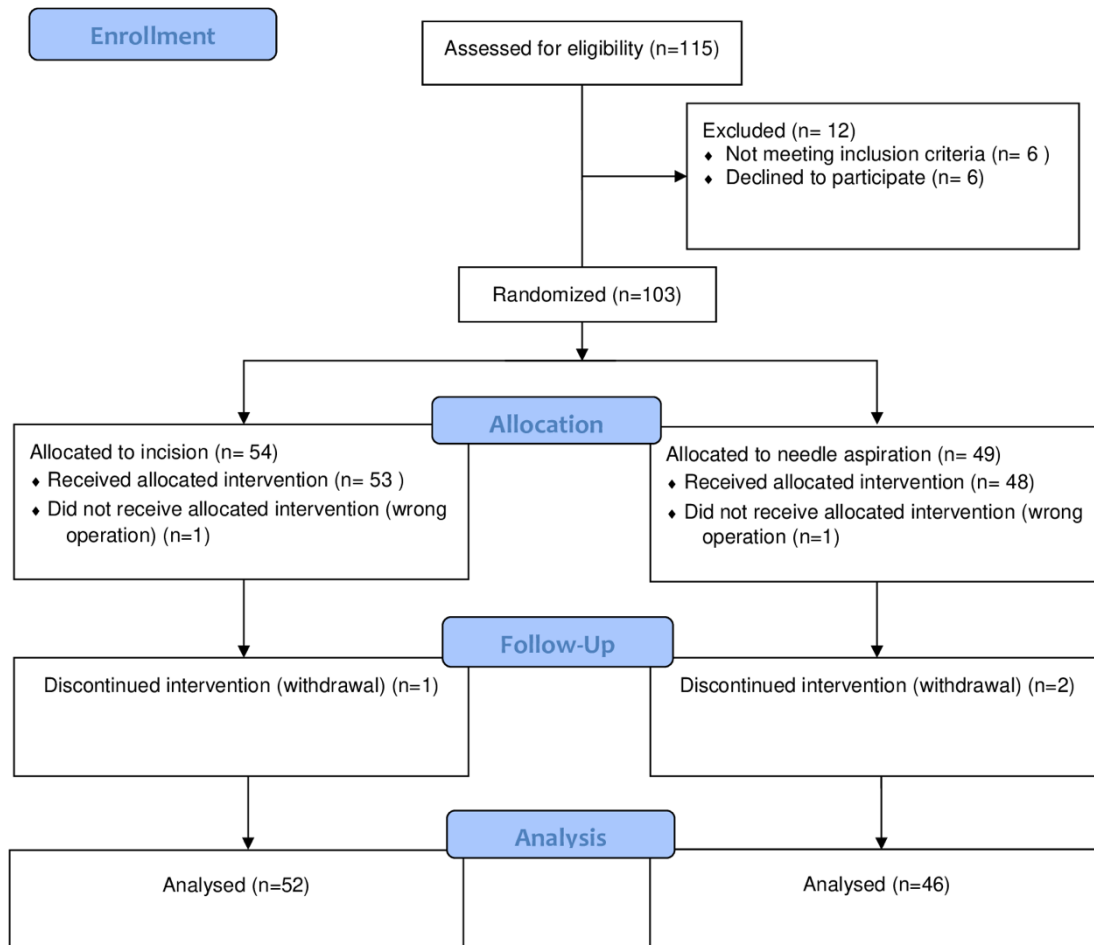 Enrollment
Assessed for eligibility (n=115)
Excluded (n= 12)
♦ Not meeting inclusion criteria (n= 6 )
♦ Declined to participate (n= 6)
Randomized (n=103)
Allocation
Allocated to incision (n= 54)
♦ Received allocated intervention (n= 53 )
♦ Did not receive allocated intervention (wrong
operation) (n=1)
Allocated to needle aspiration (n= 49)
♦ Received allocated intervention (n= 48)
♦ Did not receive allocated intervention (wrong
operation (n=1)
Follow-Up
Discontinued intervention (withdrawal) (n=1)
Discontinued intervention (withdrawal) (n=2)
Analysis
Analysed (n=52)
Analysed (n=46)